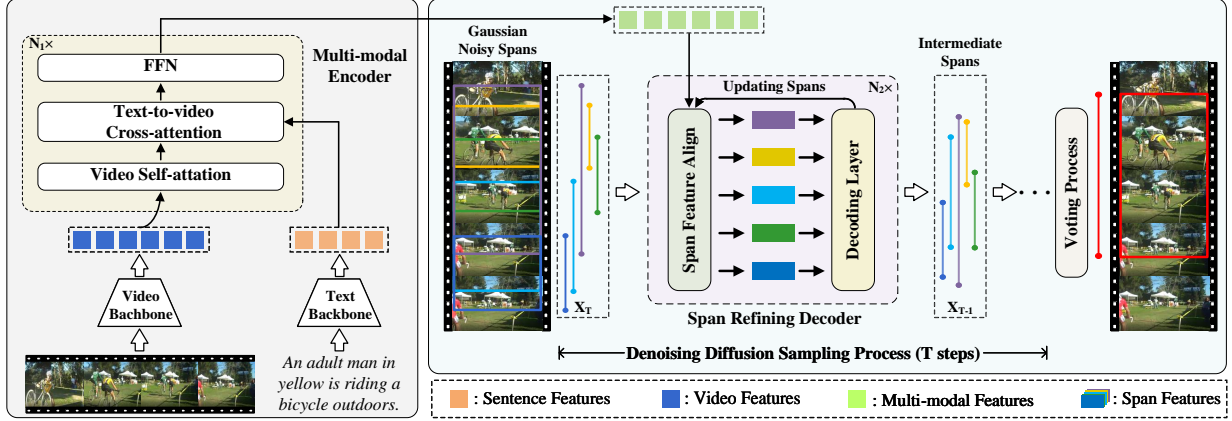 N₁×
FFN
Multi-modal
Encoder
Text-to-video
Cross-attention
Video Self-attation
Video
Bachbone
Text
Backbone
An adult man in
yellow is riding a
bicycle outdoors.
Gaussian
Noisy Spans
X_T
Updating Spans
N₂×
Span Feature Align
Decoding Layer
Span Refining Decoder
Intermediate
Spans
X_T-1
. . .
Voting Process
Denoising Diffusion Sampling Process (T steps)
: Sentence Features
: Video Features
: Multi-modal Features
: Span Features